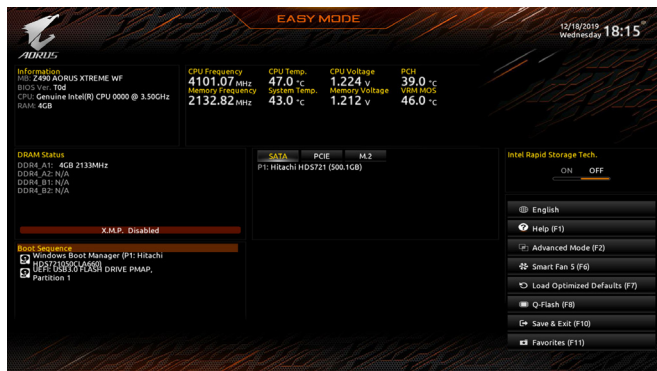 EASY MODE
12/18/2019
Wednesday 18:15
AORUS
Information
MB: Z490 AORUS XTREME WF
BIOS Ver. T0d
CPU: Genuine Intel(R) CPU 0000 @ 3.50GHz
RAM: 4GB
CPU Frequency
4101.07 MHz
Memory Frequency
2132.82 MHz
CPU Temp.
47.0 °C
System Temp.
43.0 °C
CPU Voltage
1.224 V
Memory Voltage
1.212 V
PCH
39.0 °C
VRM MOS
46.0 °C
DRAM Status
DDR4_A1: 4GB 2133MHz
DDR4_A2: N/A
DDR4_B1: N/A
DDR4_B2: N/A
X.M.P. Disabled
SATA PCIE M.2
P1: Hitachi HDS721 (500.1GB)
Intel Rapid Storage Tech.
ON OFF
Boot Sequence
Windows Boot Manager (P1: Hitachi
HDS721050CLA660)
UEFI: USB3.0 FLASH DRIVE PMAP,
Partition 1
English
Help (F1)
Advanced Mode (F2)
Smart Fan 5 (F6)
Load Optimized Defaults (F7)
Q-Flash (F8)
Save & Exit (F10)
Favorites (F11)